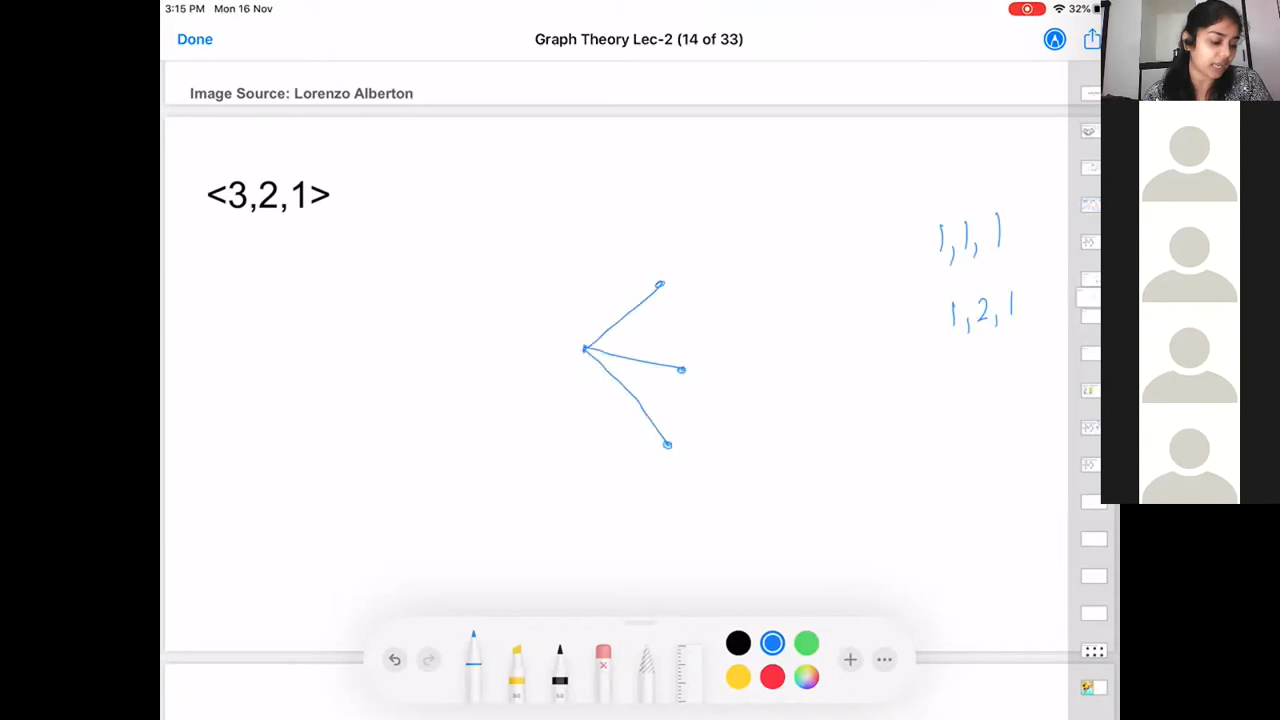 3:15 PM Mon 16 Nov
32%
Done
Graph Theory Lec-2 (14 of 33)
Image Source: Lorenzo Alberton
<3,2,1>
1,1,1
1,2,1